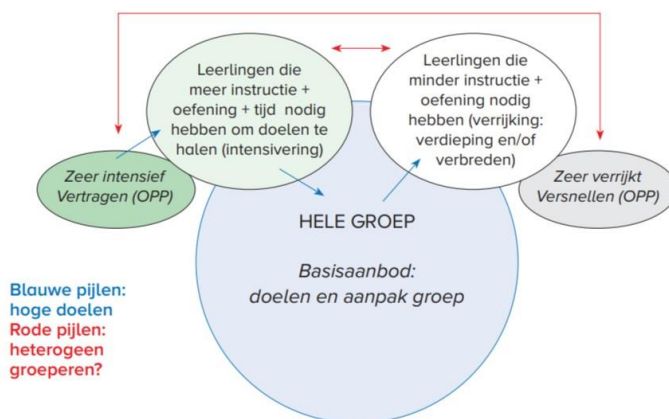 Leerlingen die
meer instructie +
oefening + tijd nodig
hebben om doelen te
halen (intensivering)
Leerlingen die
minder instructie +
oefening nodig
hebben (verrijking:
verdieping en/of
verbreden)
Zeer intensief
Vertragen (OPP)
Zeer verrijkt
Versnellen (OPP)
HELE GROEP
Basisaanbod:
doelen en aanpak groep
Blauwe pijlen:
hoge doelen
Rode pijlen:
heterogeen
groeperen?